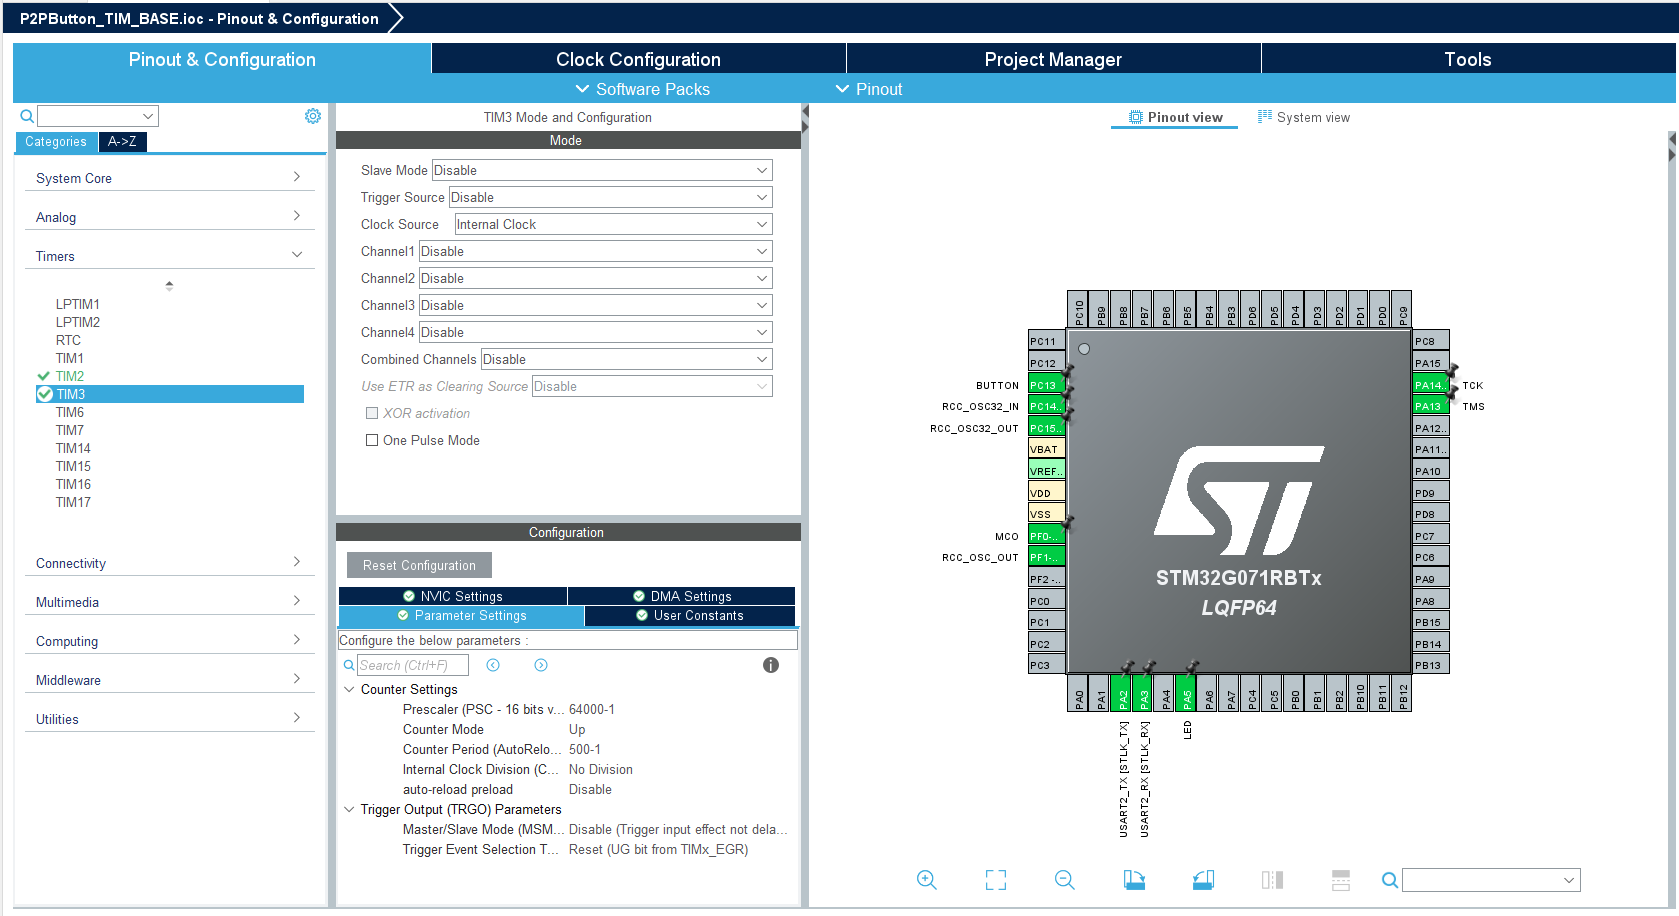 P2PButton_TIM_BASE.ioc - Pinout & Configuration
Pinout & Configuration
Clock Configuration
Project Manager
Tools
Software Packs
Pinout
Categories
A->Z
System Core
Analog
Timers
LPTIM1
LPTIM2
RTC
TIM1
TIM2
TIM3
TIM6
TIM7
TIM14
TIM15
TIM16
TIM17
Connectivity
Multimedia
Computing
Middleware
Utilities
TIM3 Mode and Configuration
Mode
Slave Mode Disable
Trigger Source Disable
Clock Source Internal Clock
Channel1 Disable
Channel2 Disable
Channel3 Disable
Channel4 Disable
Combined Channels Disable
Use ETR as Clearing Source Disable
XOR activation
One Pulse Mode
Configuration
Reset Configuration
NVIC Settings
DMA Settings
Parameter Settings
User Constants
Configure the below parameters :
Search (Ctrl+F)
Counter Settings
Prescaler (PSC - 16 bits v... 64000-1
Counter Mode Up
Counter Period (AutoRelo... 500-1
Internal Clock Division (C... No Division
auto-reload preload Disable
Trigger Output (TRGO) Parameters
Master/Slave Mode (MSM... Disable (Trigger input effect not dela...
Trigger Event Selection T... Reset (UG bit from TIMx_EGR)
Pinout view
System view
PC10
PB9
PB8
PB7
PB6
PB5
PB4
PB3
PD6
PD5
PD4
PD3
PD2
PD1
PD0
PC9
PC11
PC12
BUTTON PC13
RCC_OSC32_IN PC14..
RCC_OSC32_OUT PC15..
VBAT
VREF..
VDD
VSS
MCO PF0-..
RCC_OSC_OUT PF1-..
PF2 -..
PC0
PC1
PC2
PC3
STM32G071RBTx
LQFP64
PC8
PA15
PA14.. TCK
PA13 TMS
PA12..
PA11..
PA10
PD9
PD8
PC7
PC6
PA9
PA8
PB15
PB14
PB13
PA0
PA1
PA2
PA3
PA4
PA5
PA6
PA7
PC4
PC5
PB0
PB1
PB2
PB10
PB11
PB12
USART2_TX [STLK_TX]
USART2_RX [STLK_RX]
LED